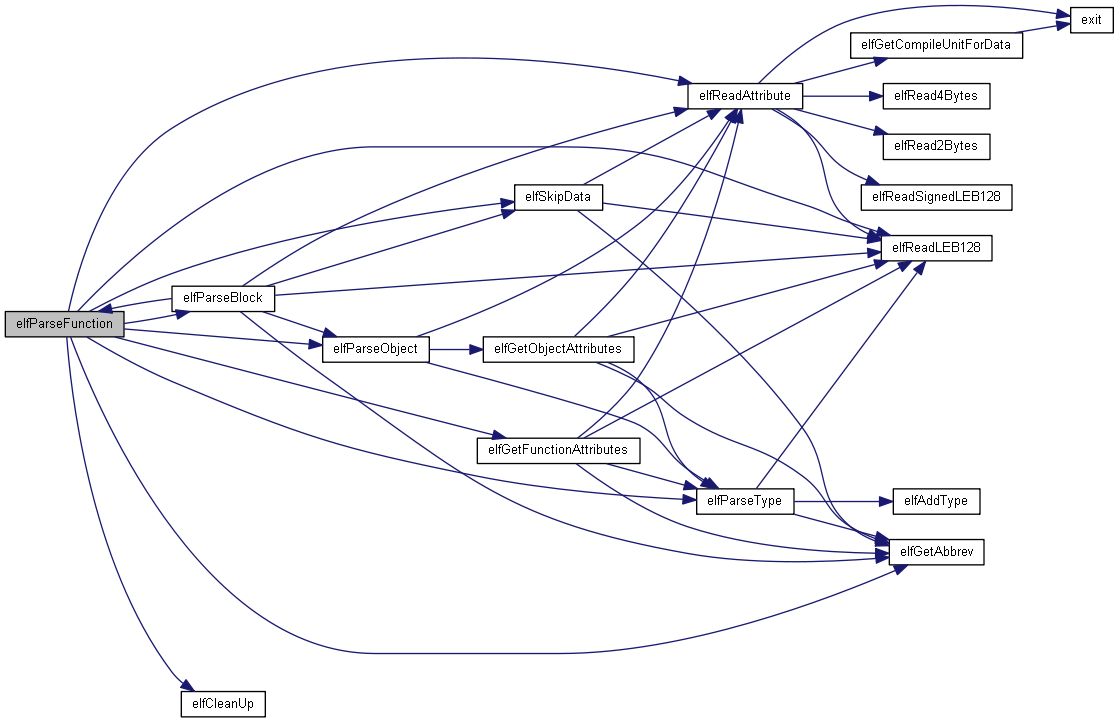 exit
elfGetCompileUnitForData
elfReadAttribute
elfRead4Bytes
elfRead2Bytes
elfSkipData
elfReadSignedLEB128
elfReadLEB128
elfParseBlock
elfParseFunction
elfParseObject
elfGetObjectAttributes
elfGetFunctionAttributes
elfParseType
elfAddType
elfGetAbbrev
elfCleanUp